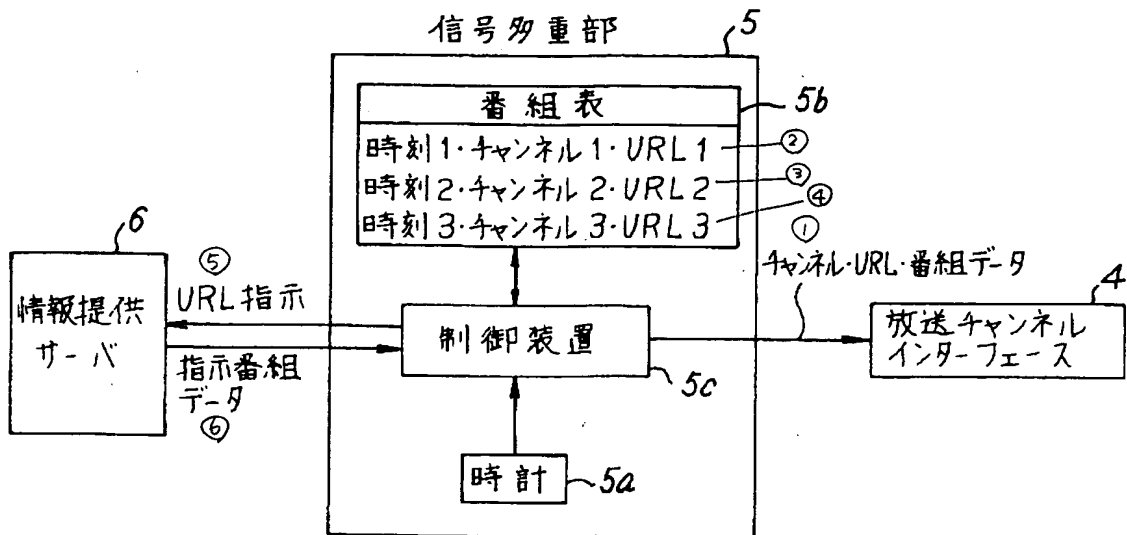 信号多重部
5
番組表
5b
時刻1・チャンネル1・URL1
②
時刻2・チャンネル2・URL2
③
時刻3・チャンネル3・URL3
④
①
チャンネル・URL・番組データ
6
情報提供
サーバ
⑤
URL指示
指示番組
データ
⑥
制御装置
5c
4
放送チャンネル
インターフェース
時計
5a